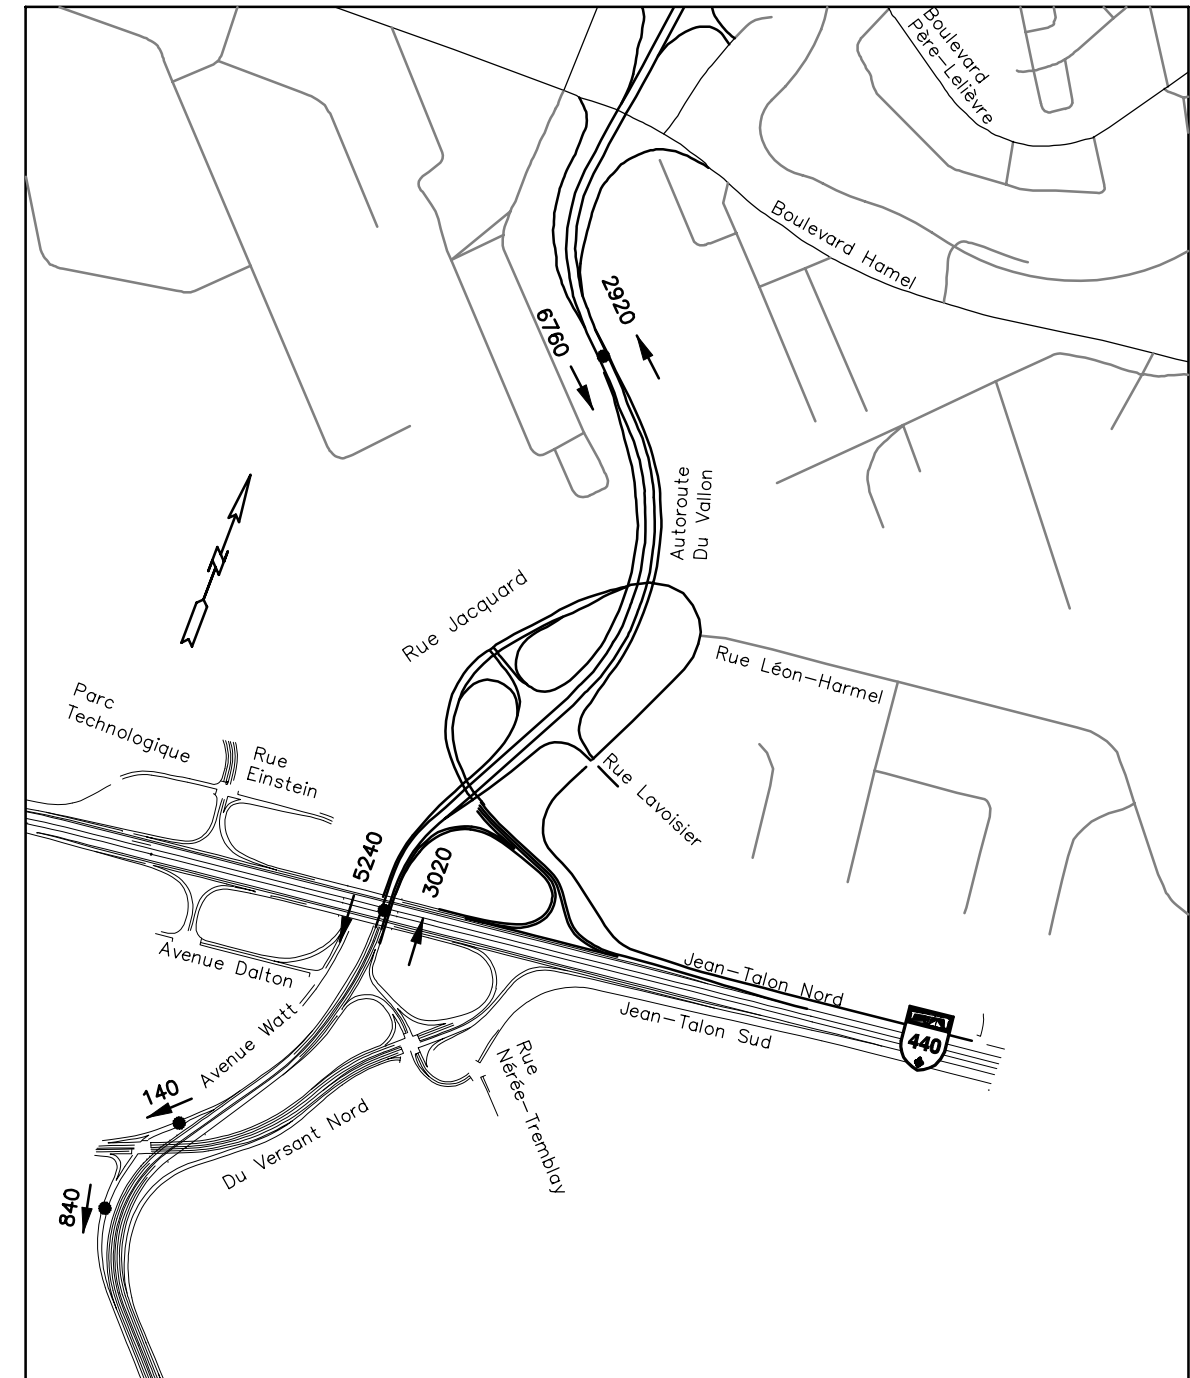 Boulevard
Père-Lelièvre
Boulevard Hamel
2920
6760
Autoroute
Du Vallon
Rue Jacquard
Rue Léon-Harmel
Parc
Technologique
Rue
Einstein
Rue Lavoisier
5240
3020
Avenue Dalton
Jean-Talon Nord
Jean-Talon Sud
440
Avenue Watt
Rue
Nérée-Tremblay
140
Du Versant Nord
840
N